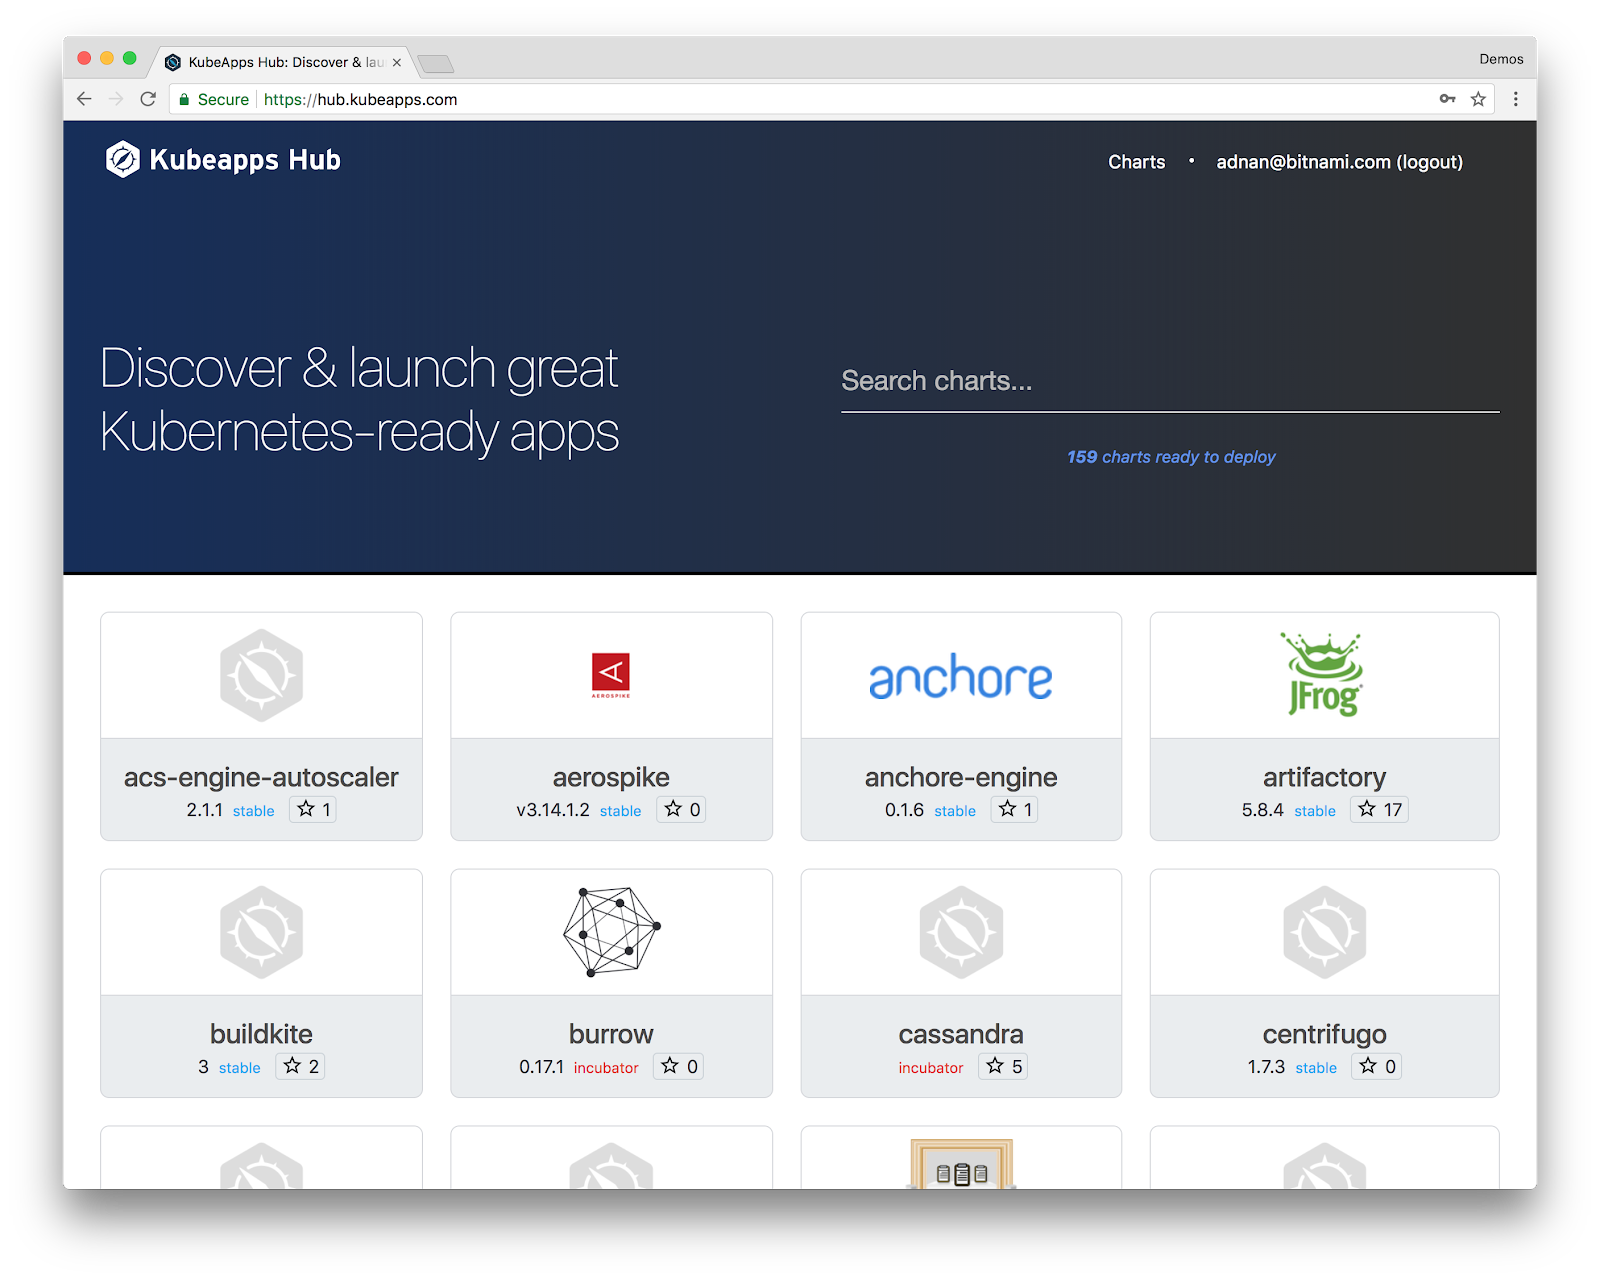 Demos
KubeApps Hub: Discover & lau
Secure https://hub.kubeapps.com
Kubeapps Hub
Charts • adnan@bitnami.com (logout)
Discover & launch great
Kubernetes-ready apps
Search charts...
159 charts ready to deploy
AEROSPIKE
anchore
JFrog
acs-engine-autoscaler
2.1.1 stable 1
aerospike
v3.14.1.2 stable 0
anchore-engine
0.1.6 stable 1
artifactory
5.8.4 stable 17
buildkite
3 stable 2
burrow
0.17.1 incubator 0
cassandra
incubator 5
centrifugo
1.7.3 stable 0